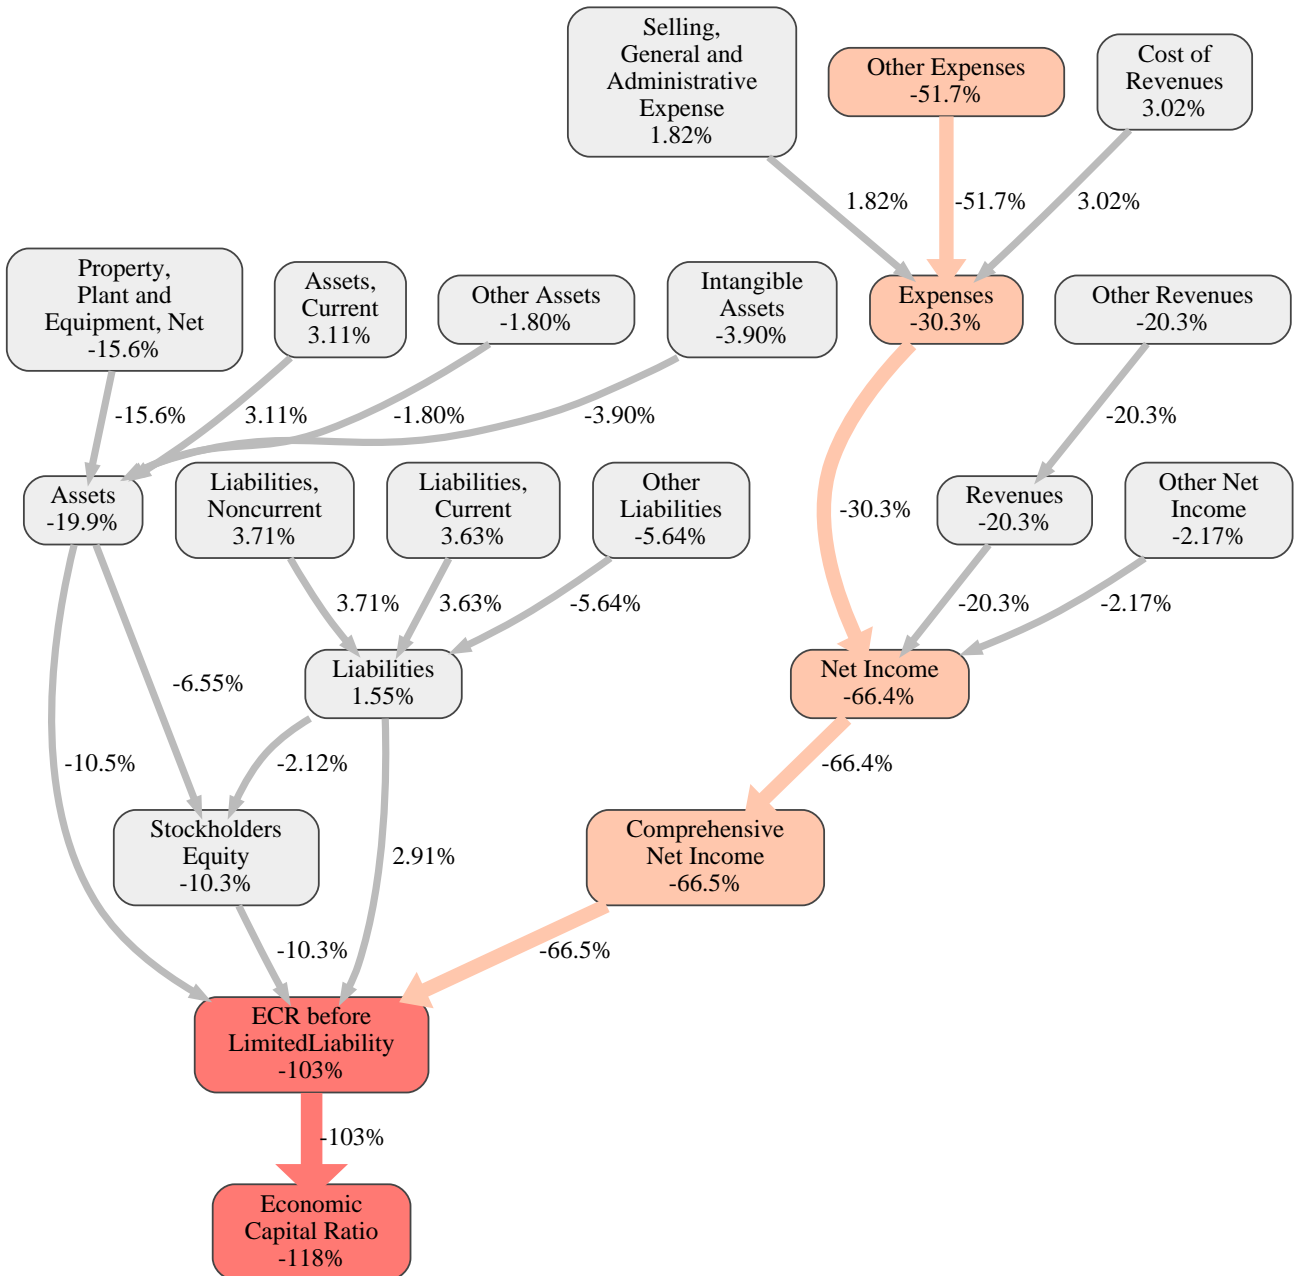 Selling,
General and
Administrative
Expense
1.82%
Other Expenses
-51.7%
Cost of
Revenues
3.02%
1.82%
-51.7%
3.02%
Property,
Plant and
Equipment, Net
-15.6%
Assets,
Current
3.11%
Other Assets
-1.80%
Intangible
Assets
-3.90%
Expenses
-30.3%
Other Revenues
-20.3%
-15.6%
3.11%
-1.80%
-3.90%
-20.3%
Assets
-19.9%
Liabilities,
Noncurrent
3.71%
Liabilities,
Current
3.63%
Other
Liabilities
-5.64%
-30.3%
Revenues
-20.3%
Other Net
Income
-2.17%
3.71%
3.63%
-5.64%
-20.3%
-2.17%
-6.55%
Liabilities
1.55%
Net Income
-66.4%
-10.5%
-2.12%
-66.4%
Stockholders
Equity
-10.3%
2.91%
Comprehensive
Net Income
-66.5%
-10.3%
-66.5%
ECR before
LimitedLiability
-103%
-103%
Economic
Capital Ratio
-118%